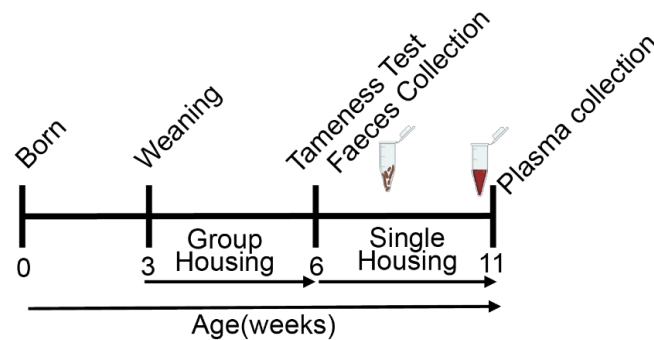 Born
Weaning
Tameness Test
Faeces Collection
Plasma collection
Group
Housing
Single
Housing
0
3
6
11
Age(weeks)